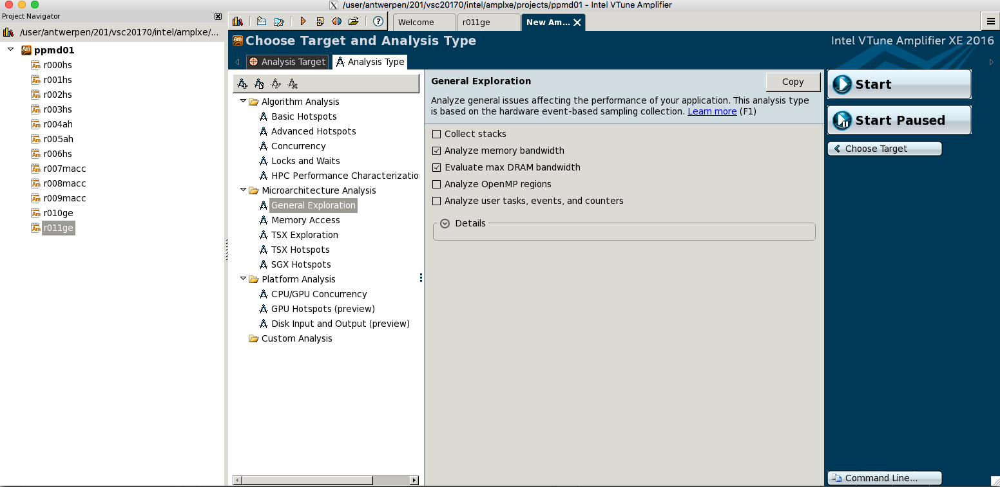 /user/antwerpen/201/vsc20170/intel/amplxe/projects/ppmd01 - Intel VTune Amplifier
Project Navigator
/user/antwerpen/201/vsc20170/intel/amplxe/...
ppmd01
r000hs
r001hs
r002hs
r003hs
r004ah
r005ah
r006hs
r007macc
r008macc
r009macc
r010ge
r011ge
Welcome
r011ge
New Am...
Choose Target and Analysis Type
Intel VTune Amplifier XE 2016
Analysis Target
Analysis Type
Algorithm Analysis
Basic Hotspots
Advanced Hotspots
Concurrency
Locks and Waits
HPC Performance Characterizatio
Microarchitecture Analysis
General Exploration
Memory Access
TSX Exploration
TSX Hotspots
SGX Hotspots
Platform Analysis
CPU/GPU Concurrency
GPU Hotspots (preview)
Disk Input and Output (preview)
Custom Analysis
General Exploration
Copy
Analyze general issues affecting the performance of your application. This analysis type
is based on the hardware event-based sampling collection. Learn more (F1)
Collect stacks
Analyze memory bandwidth
Evaluate max DRAM bandwidth
Analyze OpenMP regions
Analyze user tasks, events, and counters
Details
Start
Start Paused
Choose Target
Command Line...